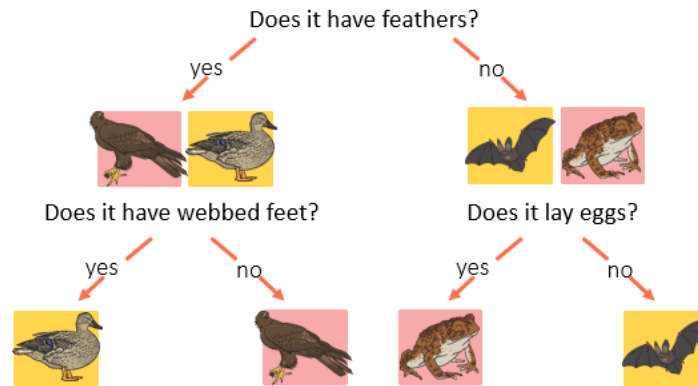 Does it have feathers?
yes
no
Does it have webbed feet?
Does it lay eggs?
yes
no
yes
no